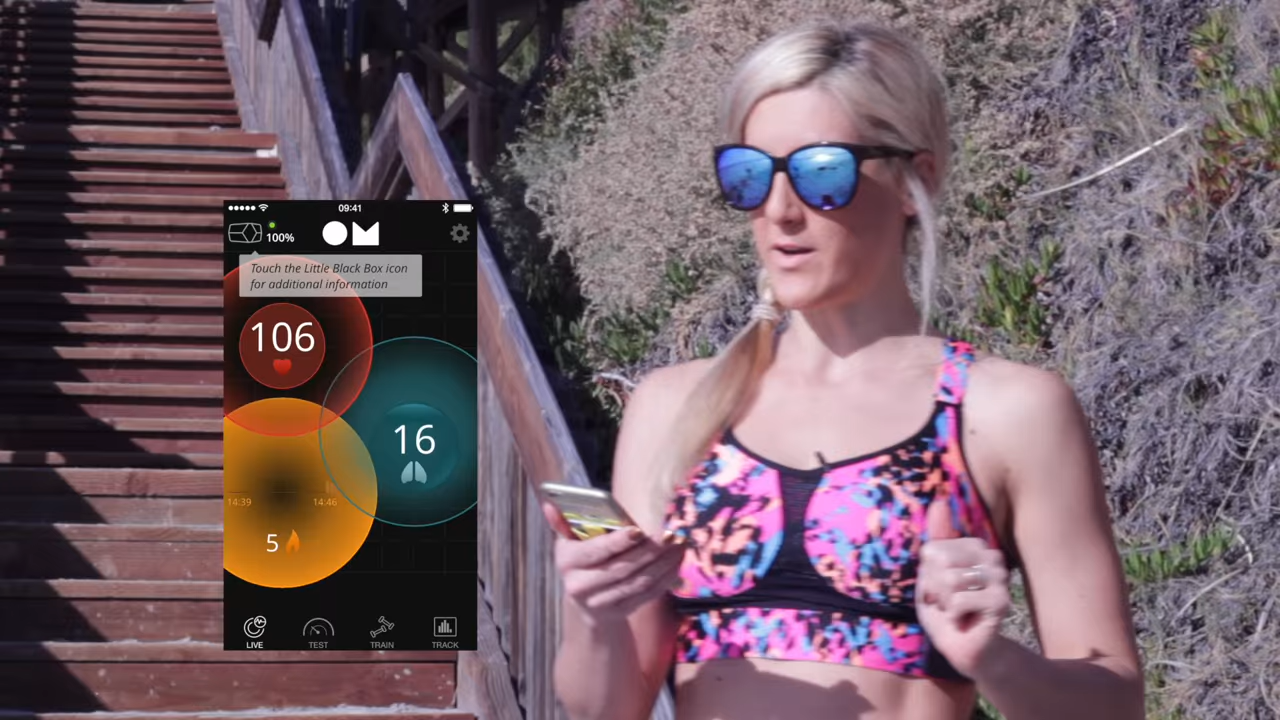 09:41
100%
OM
Touch the Little Black Box icon
for additional information
106
16
14:39
14:46
5
LIVE
TEST
TRAIN
TRACK